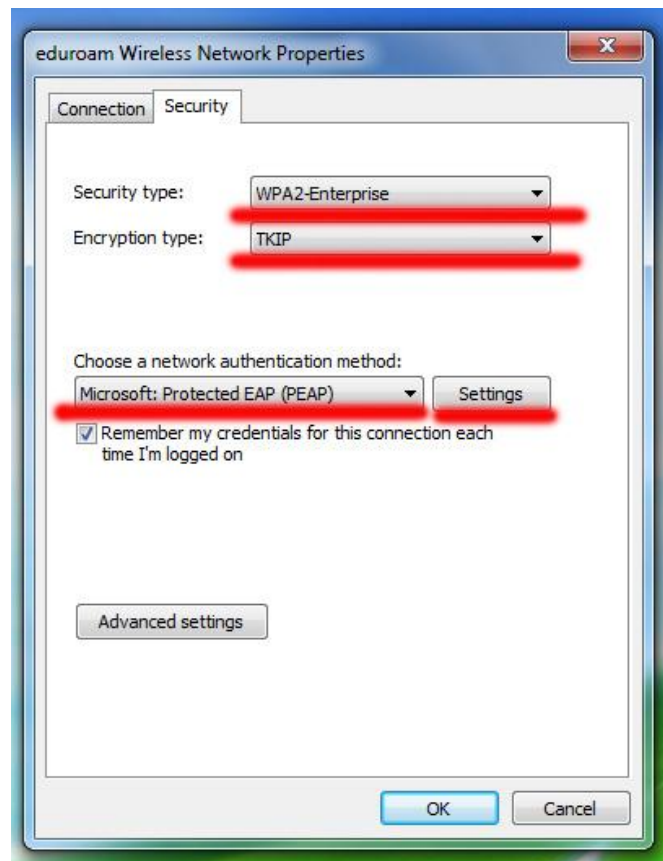 eduroam Wireless Network Properties
Connection Security
Security type: WPA2-Enterprise
Encryption type: TKIP
Choose a network authentication method:
Microsoft: Protected EAP (PEAP) Settings
Remember my credentials for this connection each
time I'm logged on
Advanced settings
OK Cancel